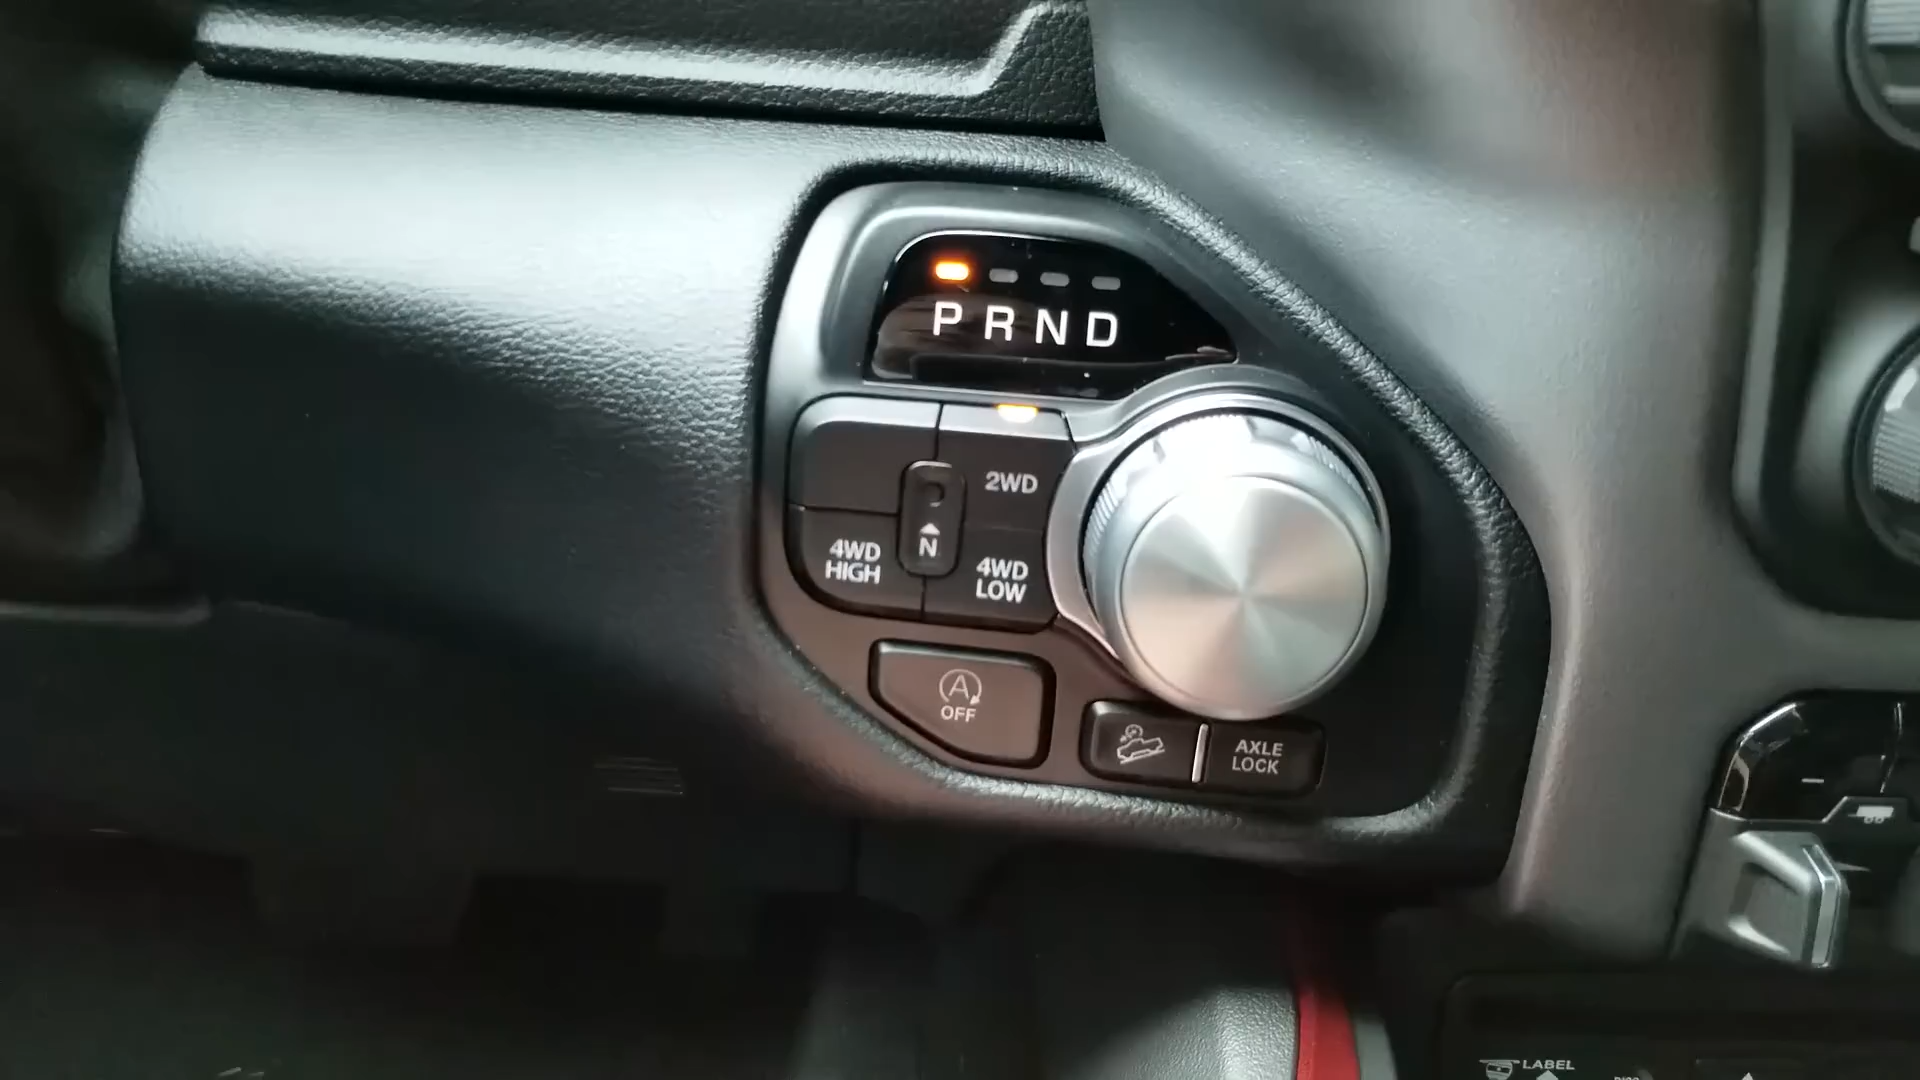 P R N D
2WD
N
4WD
HIGH
4WD
LOW
A
OFF
AXLE
LOCK
LABEL